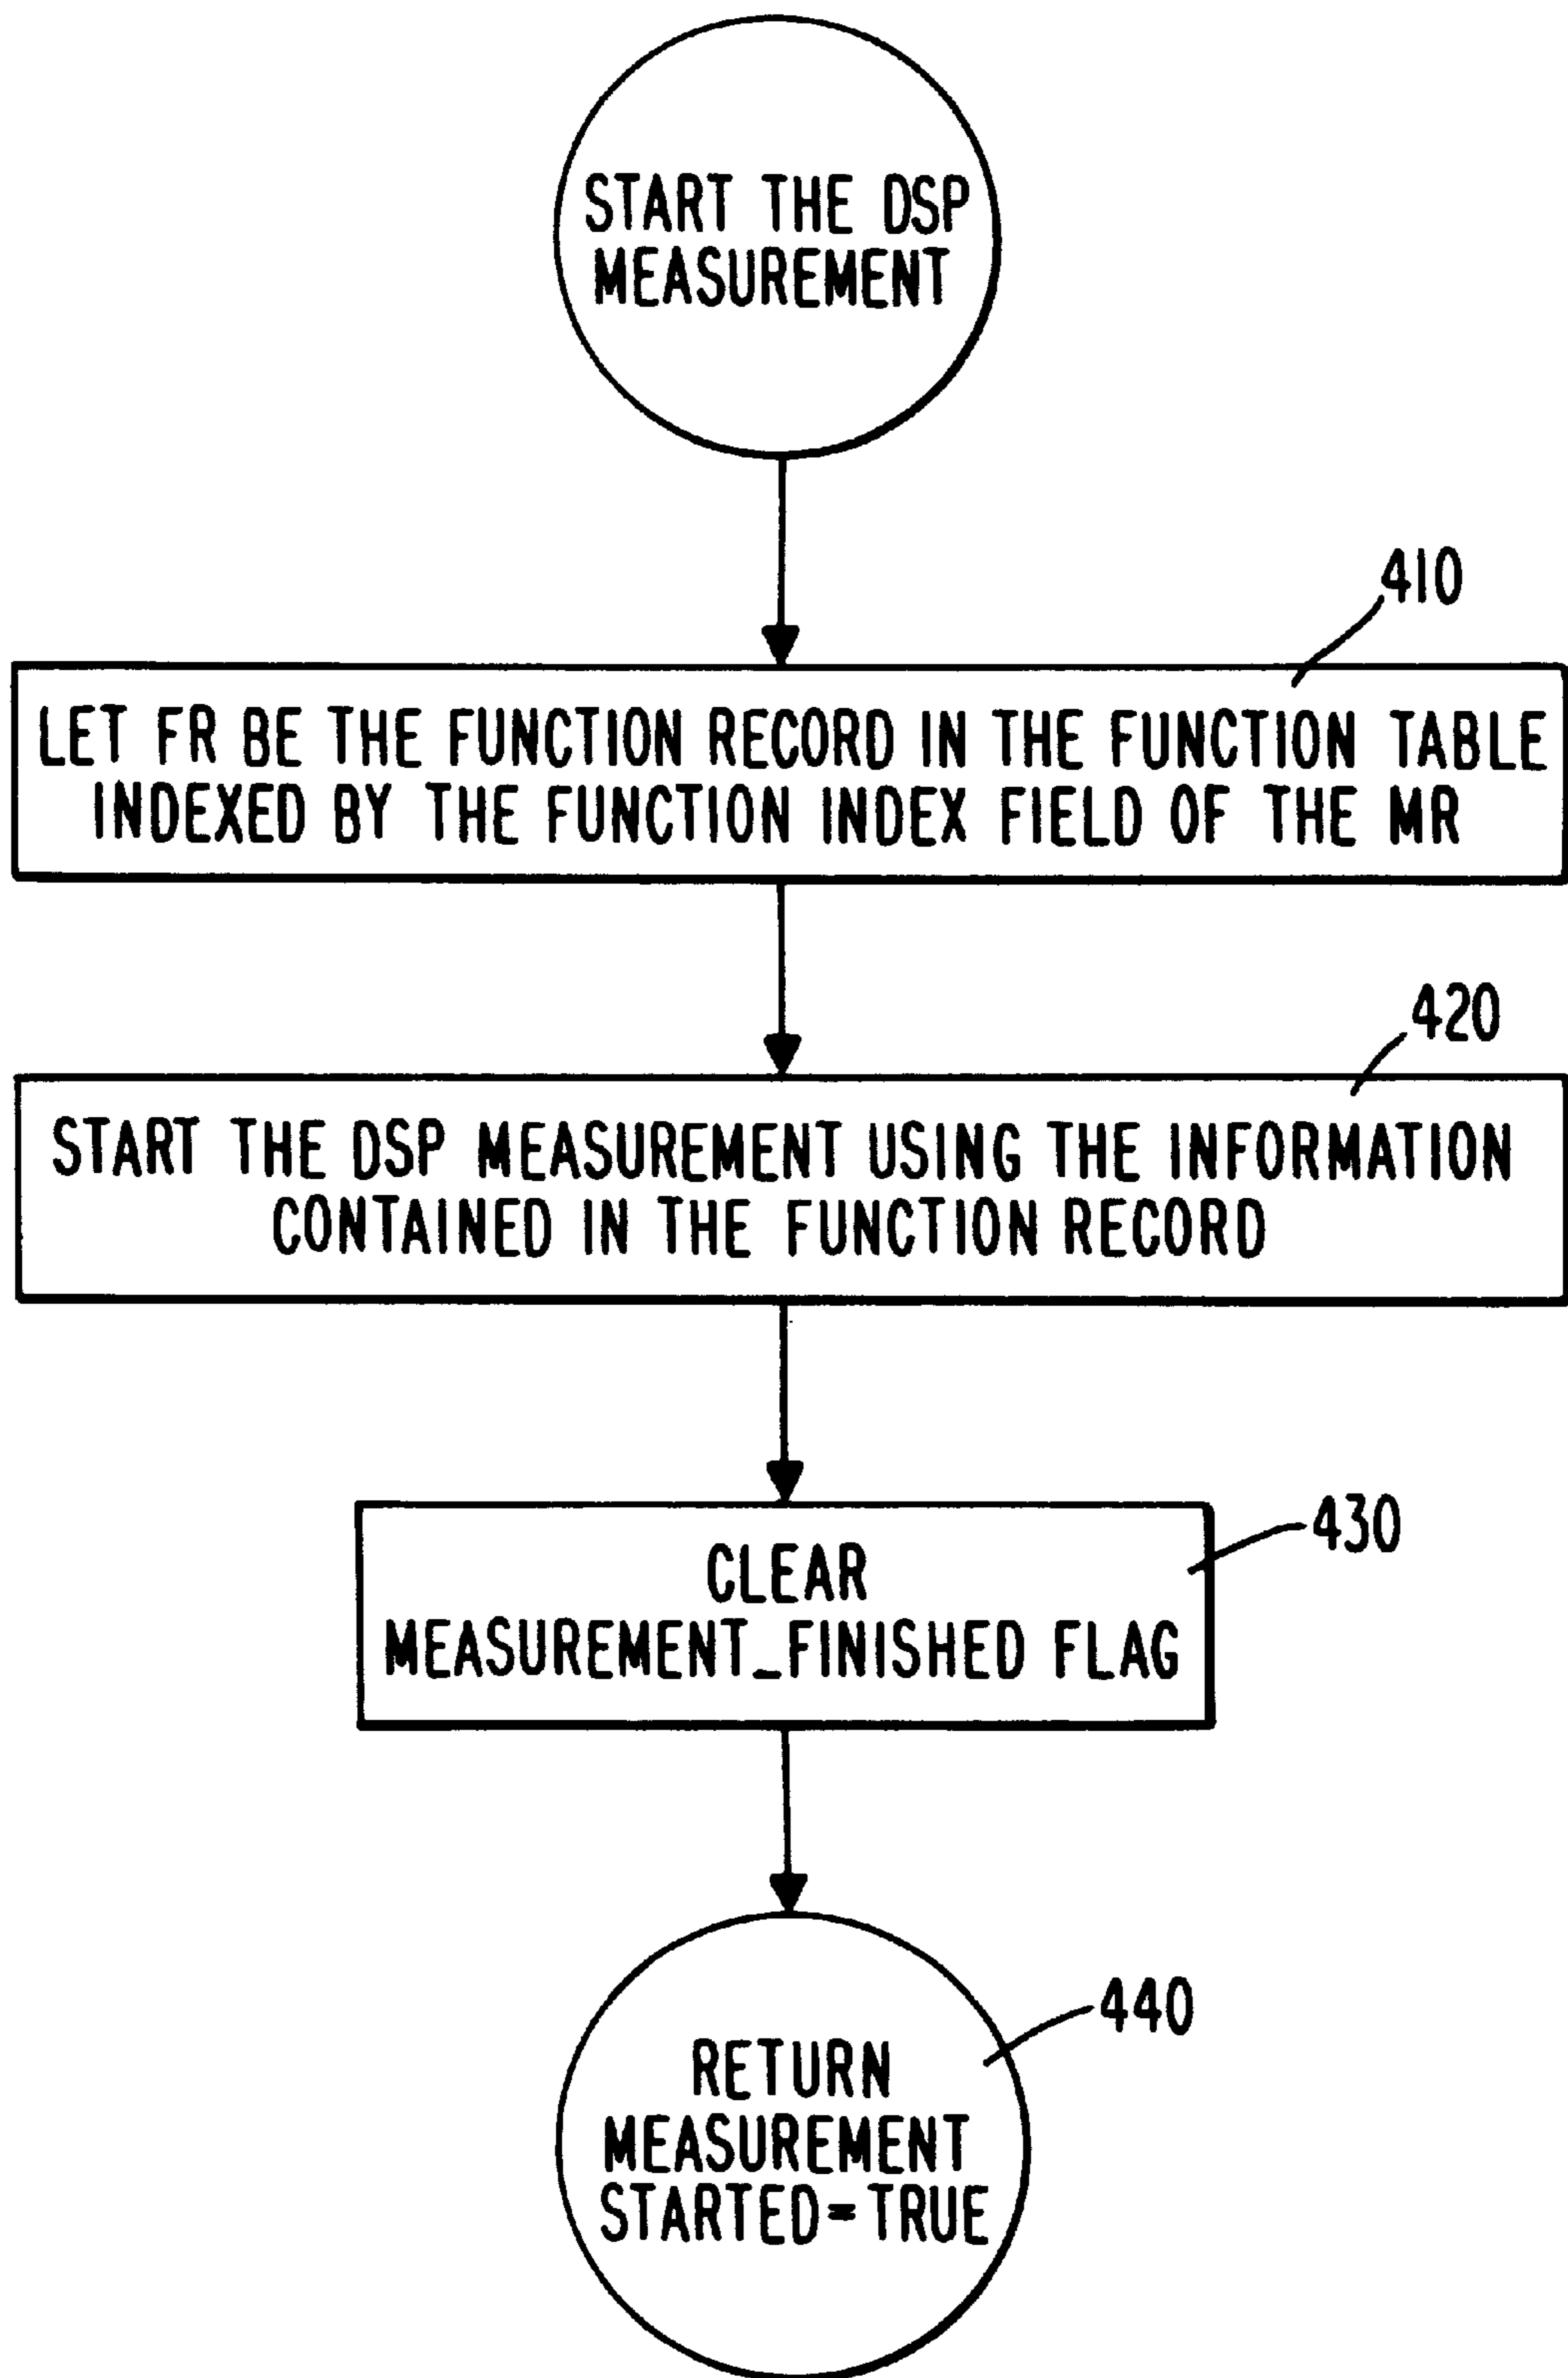 START THE DSP
MEASUREMENT
410
LET FR BE THE FUNCTION RECORD IN THE FUNCTION TABLE
INDEXED BY THE FUNCTION INDEX FIELD OF THE MR
420
START THE DSP MEASUREMENT USING THE INFORMATION
CONTAINED IN THE FUNCTION RECORD
430
CLEAR
MEASUREMENT_FINISHED FLAG
440
RETURN
MEASUREMENT
STARTED=TRUE